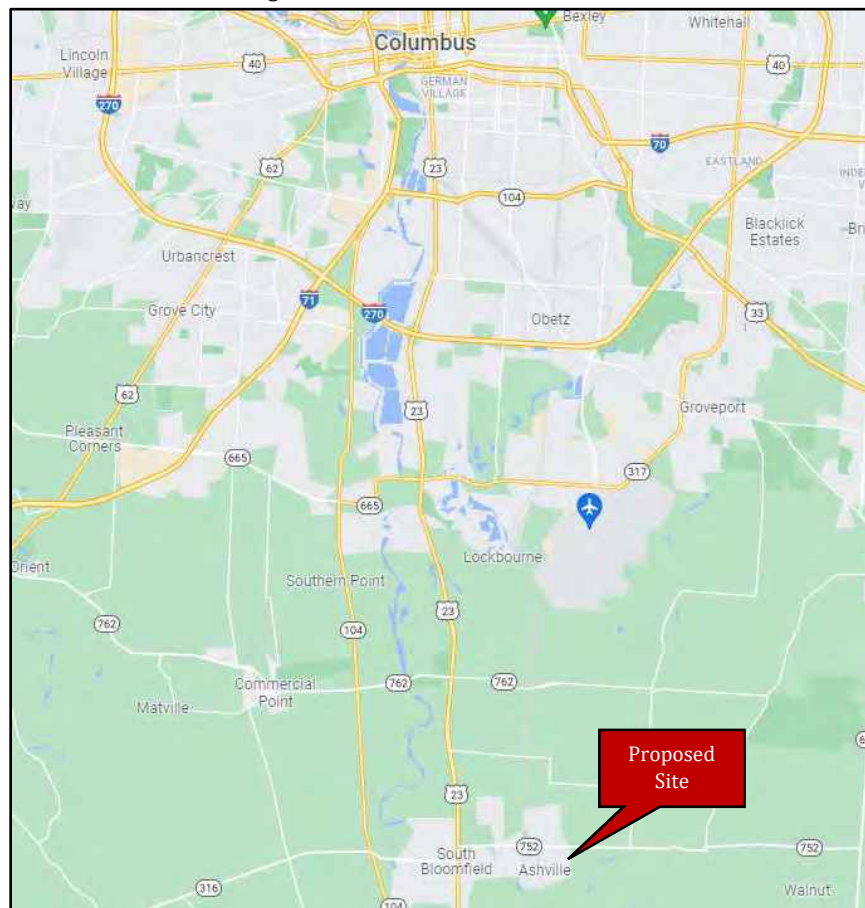 Bexley
Whitehall
Lincoln
Village
40
Columbus
GERMAN
VILLAGE
40
270
62
23
70
EASTLAND
104
Blacklick
Estates
Urbancrest
71
Grove City
270
Obetz
33
62
23
Groveport
Pleasant
Corners
665
317
665
Lockbourne
Orient
Southern Point
23
762
104
Commercial
Point
762
762
Matville
Proposed
Site
23
752
752
South
Bloomfield
Ashville
316
Walnut
104